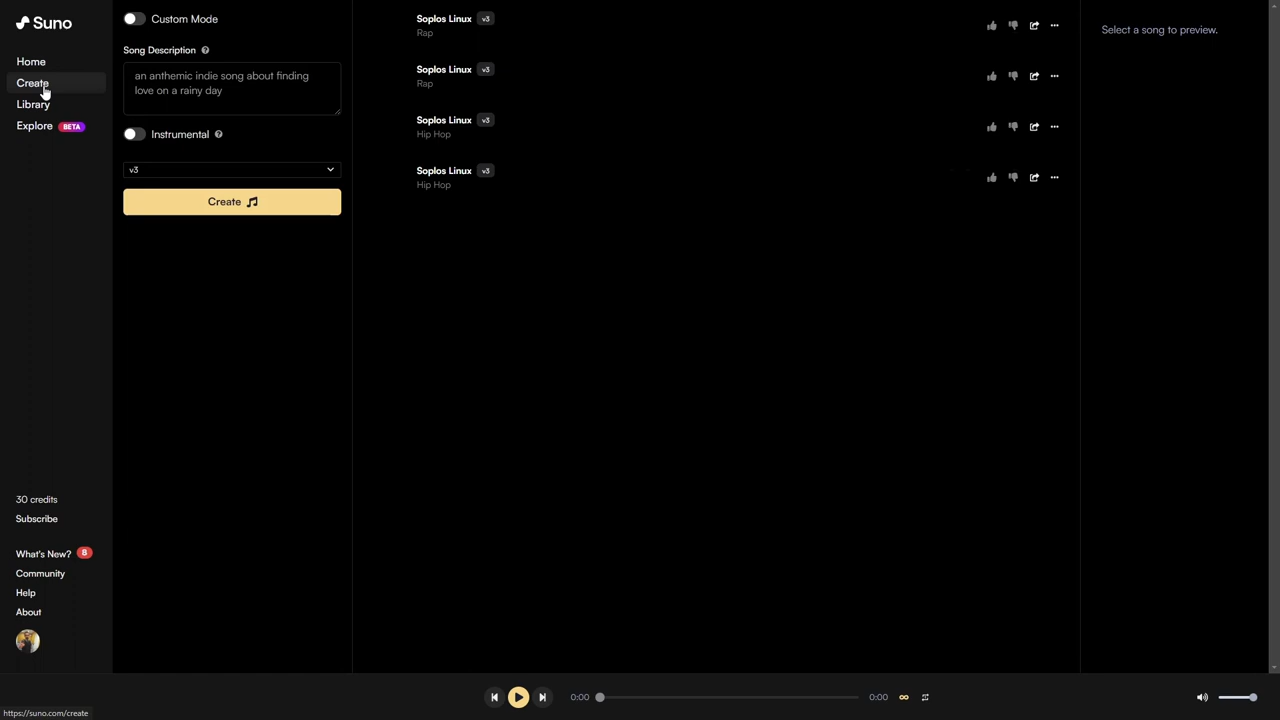 Suno
Home
Create
Library
Explore BETA
30 credits
Subscribe
What's New? 8
Community
Help
About
Custom Mode
Song Description
an anthemic indie song about finding
love on a rainy day
Instrumental
v3
Create
Soplos Linux v3
Rap
Soplos Linux v3
Rap
Soplos Linux v3
Hip Hop
Soplos Linux v3
Hip Hop
Select a song to preview.
0:00 0:00
https://suno.com/create